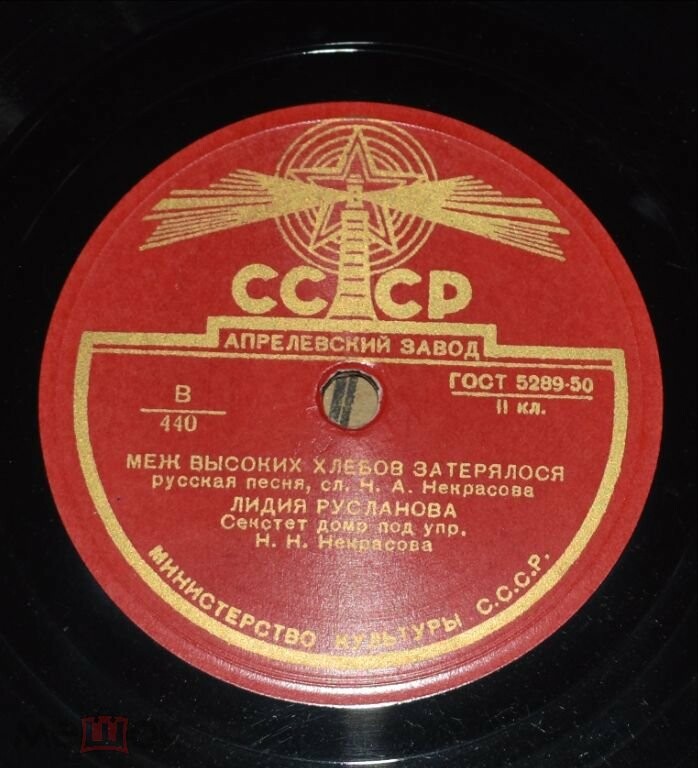 СССР
АПРЕЛЕВСКИЙ ЗАВОД
В
440
ГОСТ 5289-50
II кл.
МЕЖ ВЫСОКИХ ХЛЕБОВ ЗАТЕРЯЛОСЯ
русская песня, сл. Н. А. Некрасова
ЛИДИЯ РУСЛАНОВА
Секстет домр под упр.
Н. Н. Некрасова
МИНИСТЕРСТВО КУЛЬТУРЫ С.С.С.Р.